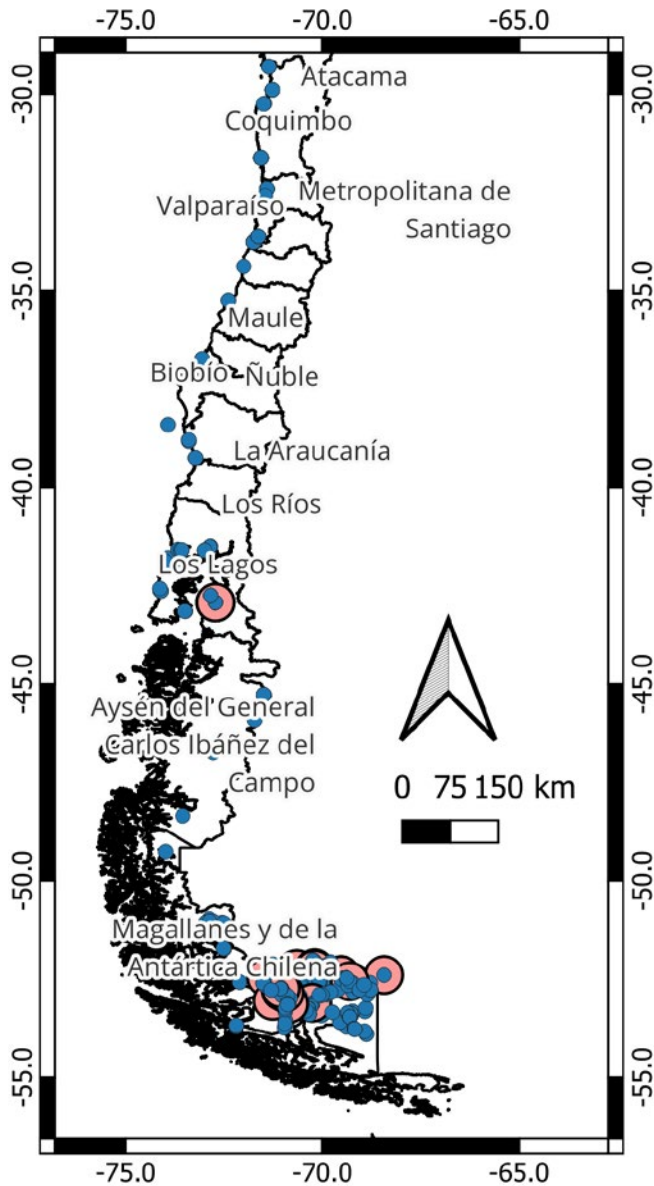 -75.0 -70.0 -65.0
-30.0 -30.0
Atacama
Coquimbo
Metropolitana de
Valparaíso
Santiago
-35.0 -35.0
Maule
Biobío Ñuble
La Araucanía
-40.0 -40.0
Los Ríos
Los Lagos
-45.0 -45.0
Aysén del General
Carlos Ibáñez del
Campo
0 75 150 km
-50.0 -50.0
Magallanes y de la
Antártica Chilena
-55.0 -55.0
-75.0 -70.0 -65.0